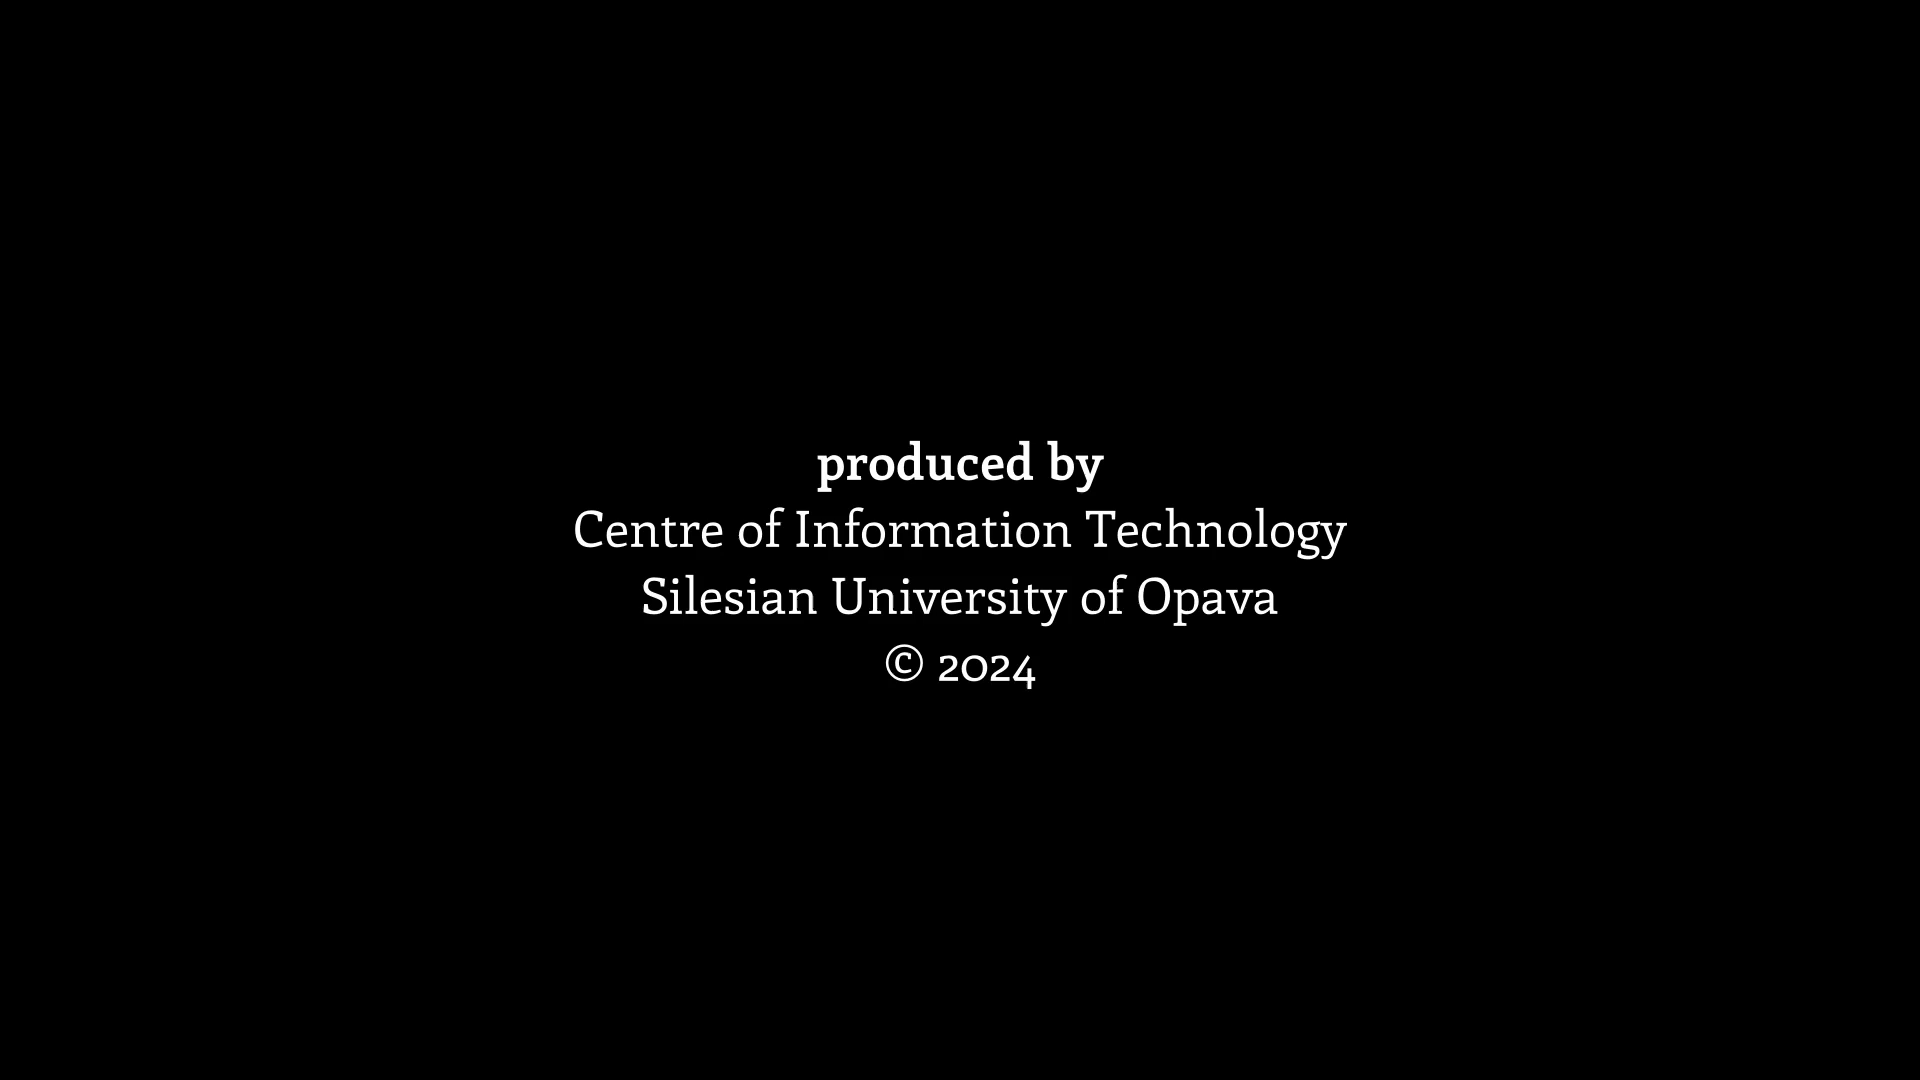 produced by
Centre of Information Technology
Silesian University of Opava
© 2024